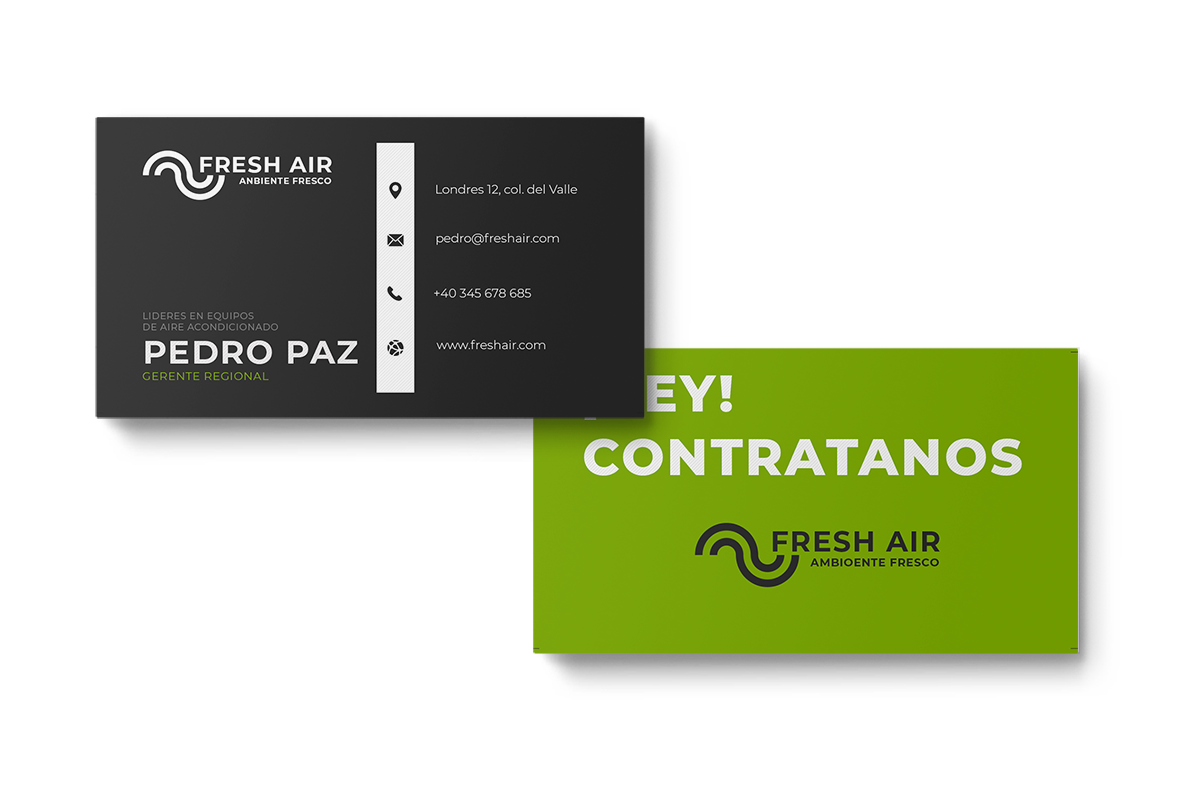 FRESH AIR
ANBIENTE FRESCO
Londres 12, col. del Valle
pedro@freshair.com
+40 345 678 685
www.freshair.com
LIDERES EN EQUIPOS
DE AIRE ACONDICIONADO
PEDRO PAZ
GERENTE REGIONAL
EY!
CONTRATANOS
FRESH AIR
AMBIOENTE FRESCO